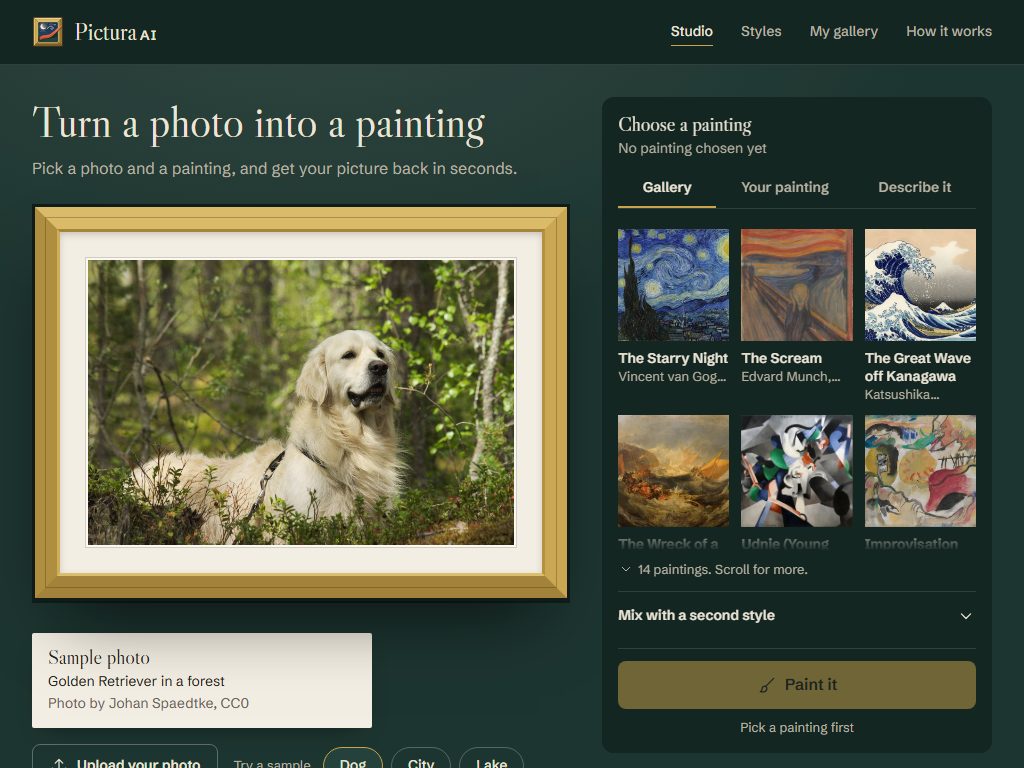 Pictura AI
Studio
Styles
My gallery
How it works
Turn a photo into a painting
Pick a photo and a painting, and get your picture back in seconds.
Sample photo
Golden Retriever in a forest
Photo by Johan Spaedtke, CC0
Upload your photo
Try a sample
Dog
City
Lake
Choose a painting
No painting chosen yet
Gallery
Your painting
Describe it
The Starry Night
Vincent van Gog...
The Scream
Edvard Munch,...
The Great Wave
off Kanagawa
Katsushika...
The Wreck of a
Udnie (Young
Improvisation
14 paintings. Scroll for more.
Mix with a second style
Paint it
Pick a painting first